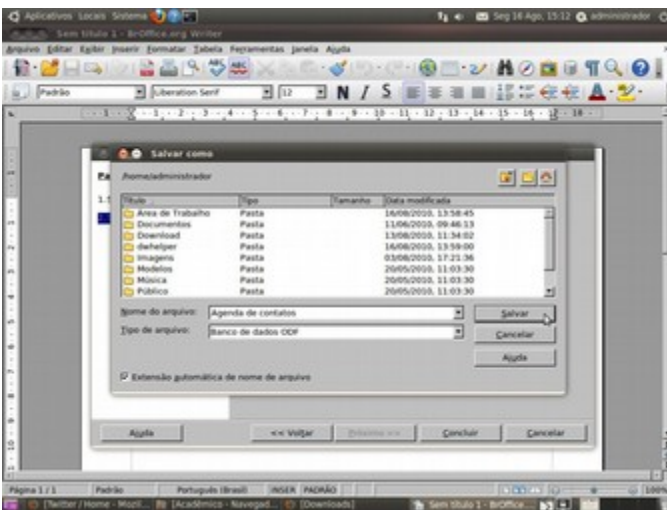 Aplicativos Locais Sistema
Seg 16 Ago, 15:12 administrador
Sem título 1 - BrOffice.org Writer
Arquivo Editar Exibir Inserir Formatar Tabela Ferramentas Janela Ajuda
Padrão Liberation Serif 12 N I S
Salvar como
/home/administrador
Título Tipo Tamanho Data modificada
Área de Trabalho Pasta 16/08/2010, 13:58:45
Documentos Pasta 11/06/2010, 09:46:13
Download Pasta 13/08/2010, 11:34:02
dwhelper Pasta 16/08/2010, 13:59:00
Imagens Pasta 03/08/2010, 17:21:36
Modelos Pasta 20/05/2010, 11:03:30
Música Pasta 20/05/2010, 11:03:30
Público Pasta 20/05/2010, 11:03:30
Nome do arquivo: Agenda de contatos Salvar
Tipo de arquivo: Banco de dados ODF Cancelar
Ajuda
Extensão automática de nome de arquivo
Ajuda << Voltar Próximo >> Concluir Cancelar
Página 1 / 1 Padrão Português (Brasil) INSER PADRÃO 100%
[Twitter / Home - Mozil... [Acadêmico - Navegad... [Downloads] Sem título 1 - BrOffice...